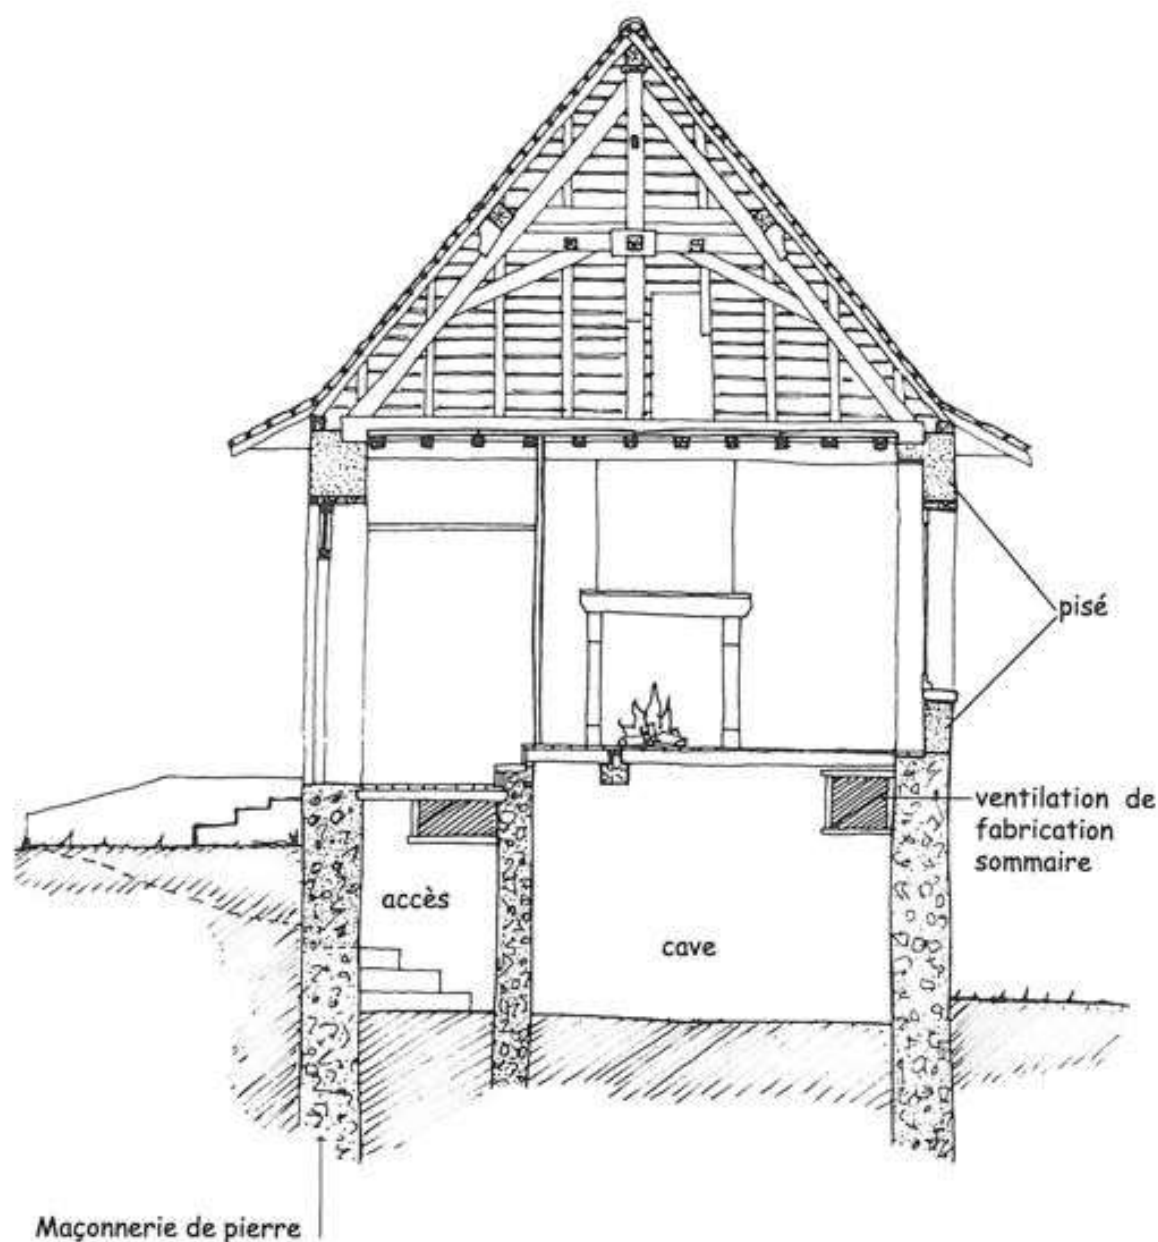 pisé
ventilation de
fabrication
sommaire
accès
cave
Maçonnerie de pierre